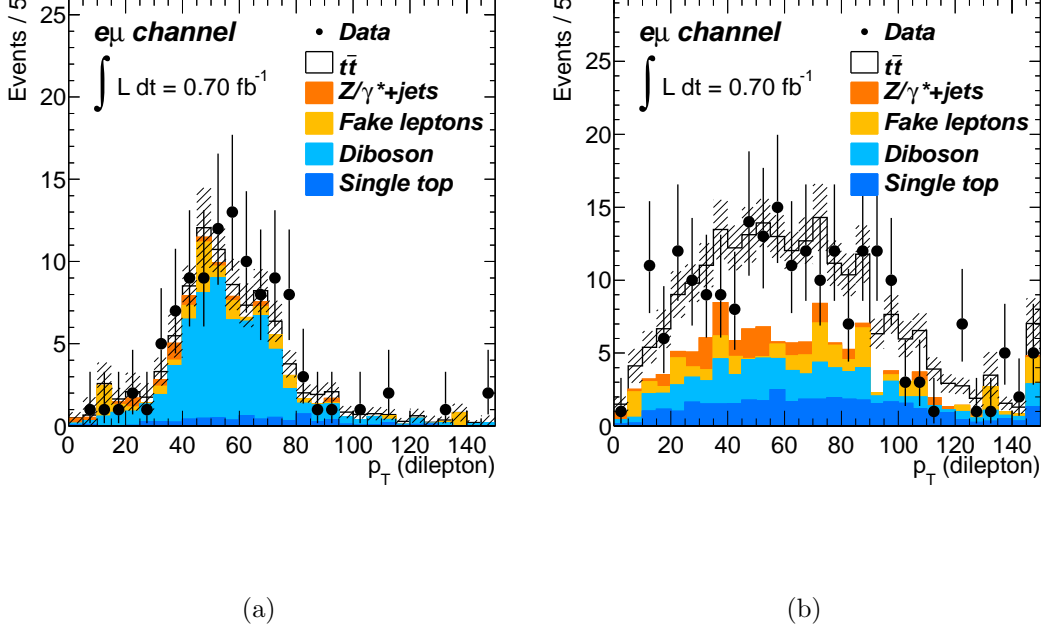 Events / 5
25
20
15
10
5
0
eμ channel
∫ L dt = 0.70 fb⁻¹
Data
tt̄
Z/γ*+jets
Fake leptons
Diboson
Single top
0 20 40 60 80 100 120 140
p_T (dilepton)
(a)
Events / 5
25
20
15
10
5
0
eμ channel
∫ L dt = 0.70 fb⁻¹
Data
tt̄
Z/γ*+jets
Fake leptons
Diboson
Single top
0 20 40 60 80 100 120 140
p_T (dilepton)
(b)